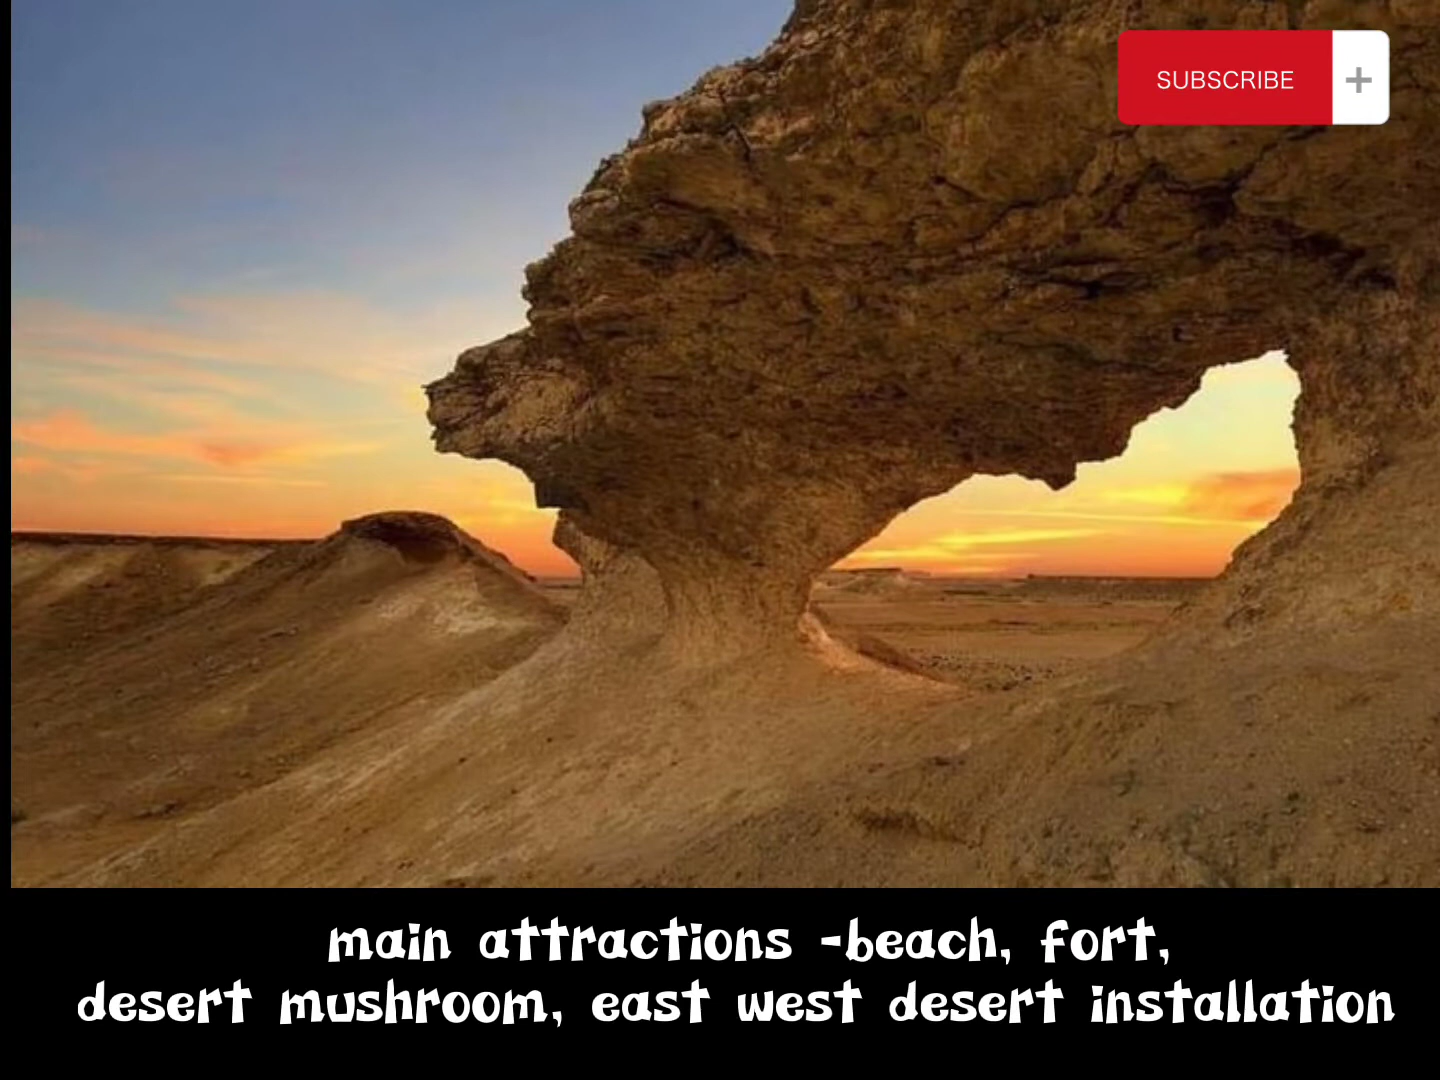 SUBSCRIBE +
main attractions -beach, fort,
desert mushroom, east west desert installation